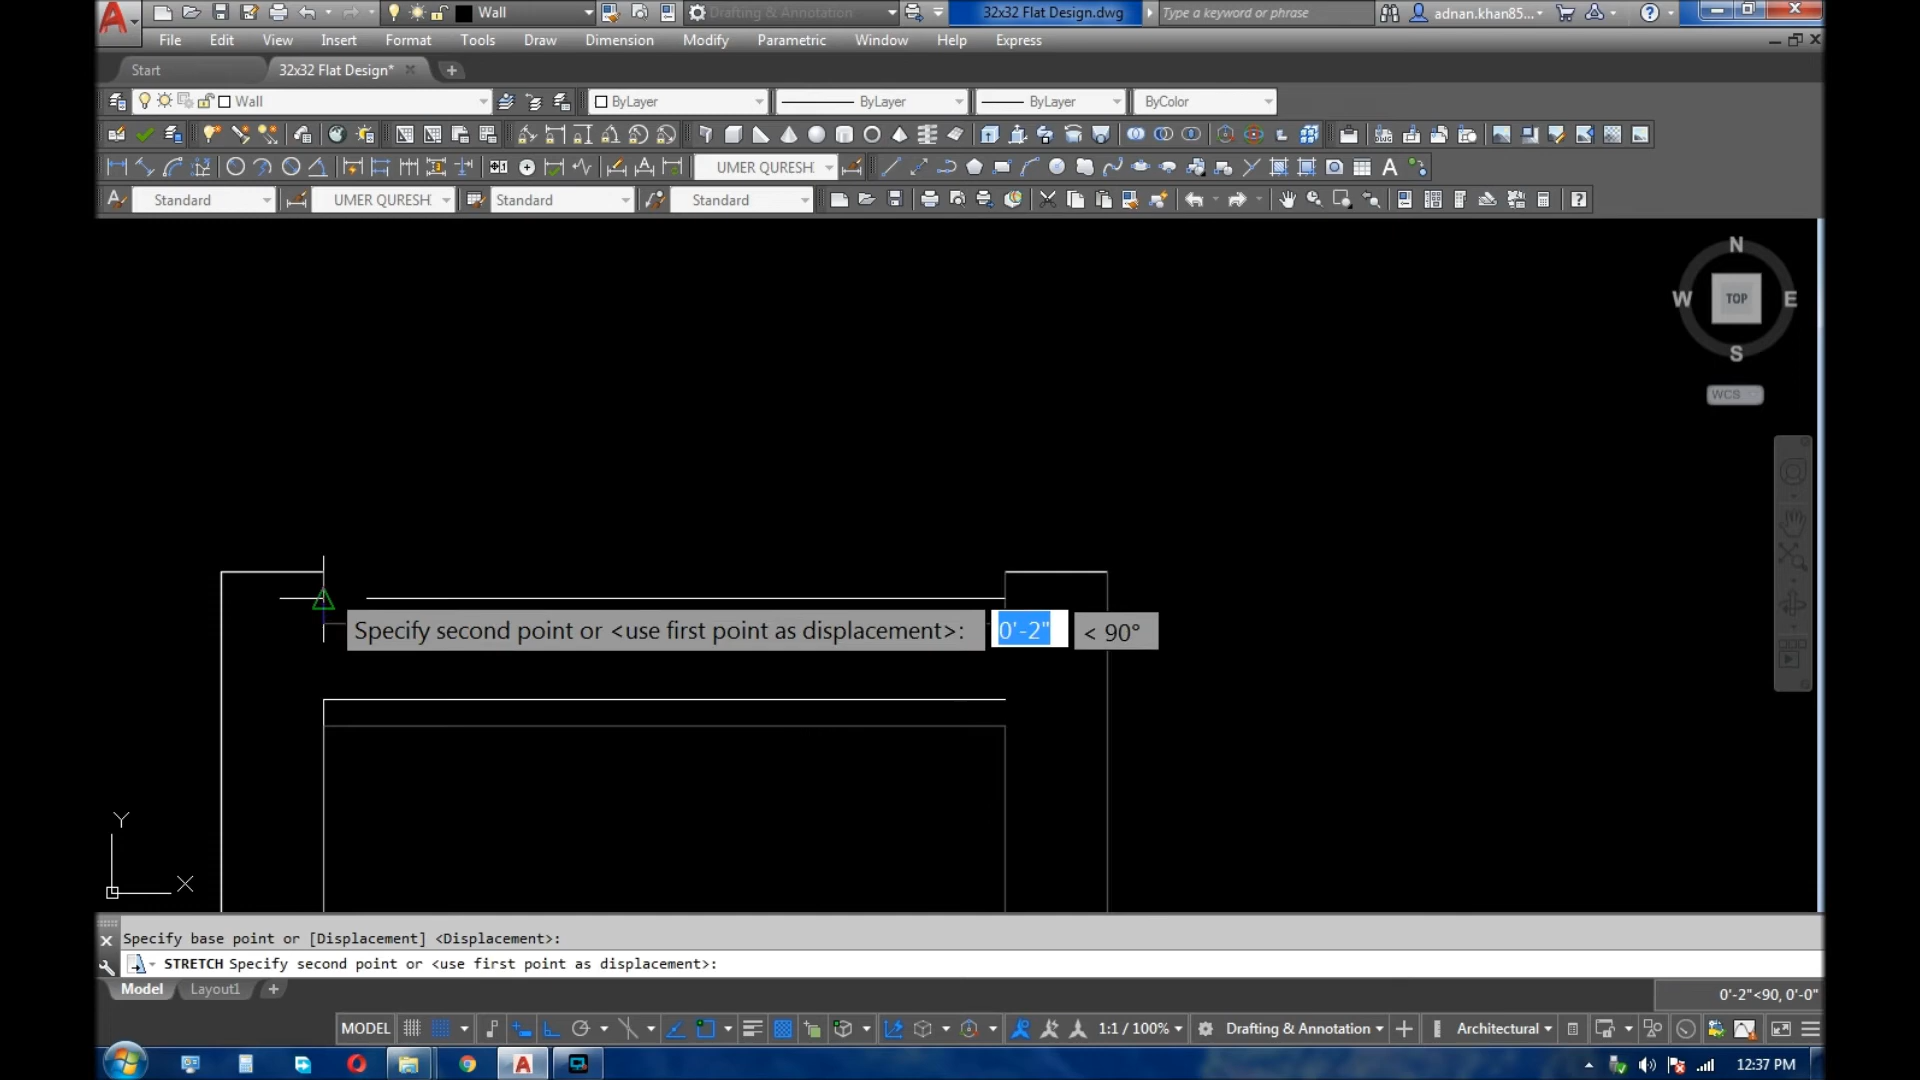 Wall
Drafting & Annotation
32x32 Flat Design.dwg
Type a keyword or phrase
adnan.khan85...
File Edit View Insert Format Tools Draw Dimension Modify Parametric Window Help Express
Start
32x32 Flat Design*
Wall
ByLayer
ByLayer
ByLayer
ByColor
UMER QURESH
Standard
UMER QURESH
Standard
Standard
N
W
TOP
E
S
WCS
Specify second point or <use first point as displacement>:
0'-2"
< 90°
Y
X
Specify base point or [Displacement] <Displacement>:
STRETCH Specify second point or <use first point as displacement>:
Model
Layout1
0'-2"<90, 0'-0"
MODEL
1:1 / 100%
Drafting & Annotation
Architectural
12:37 PM